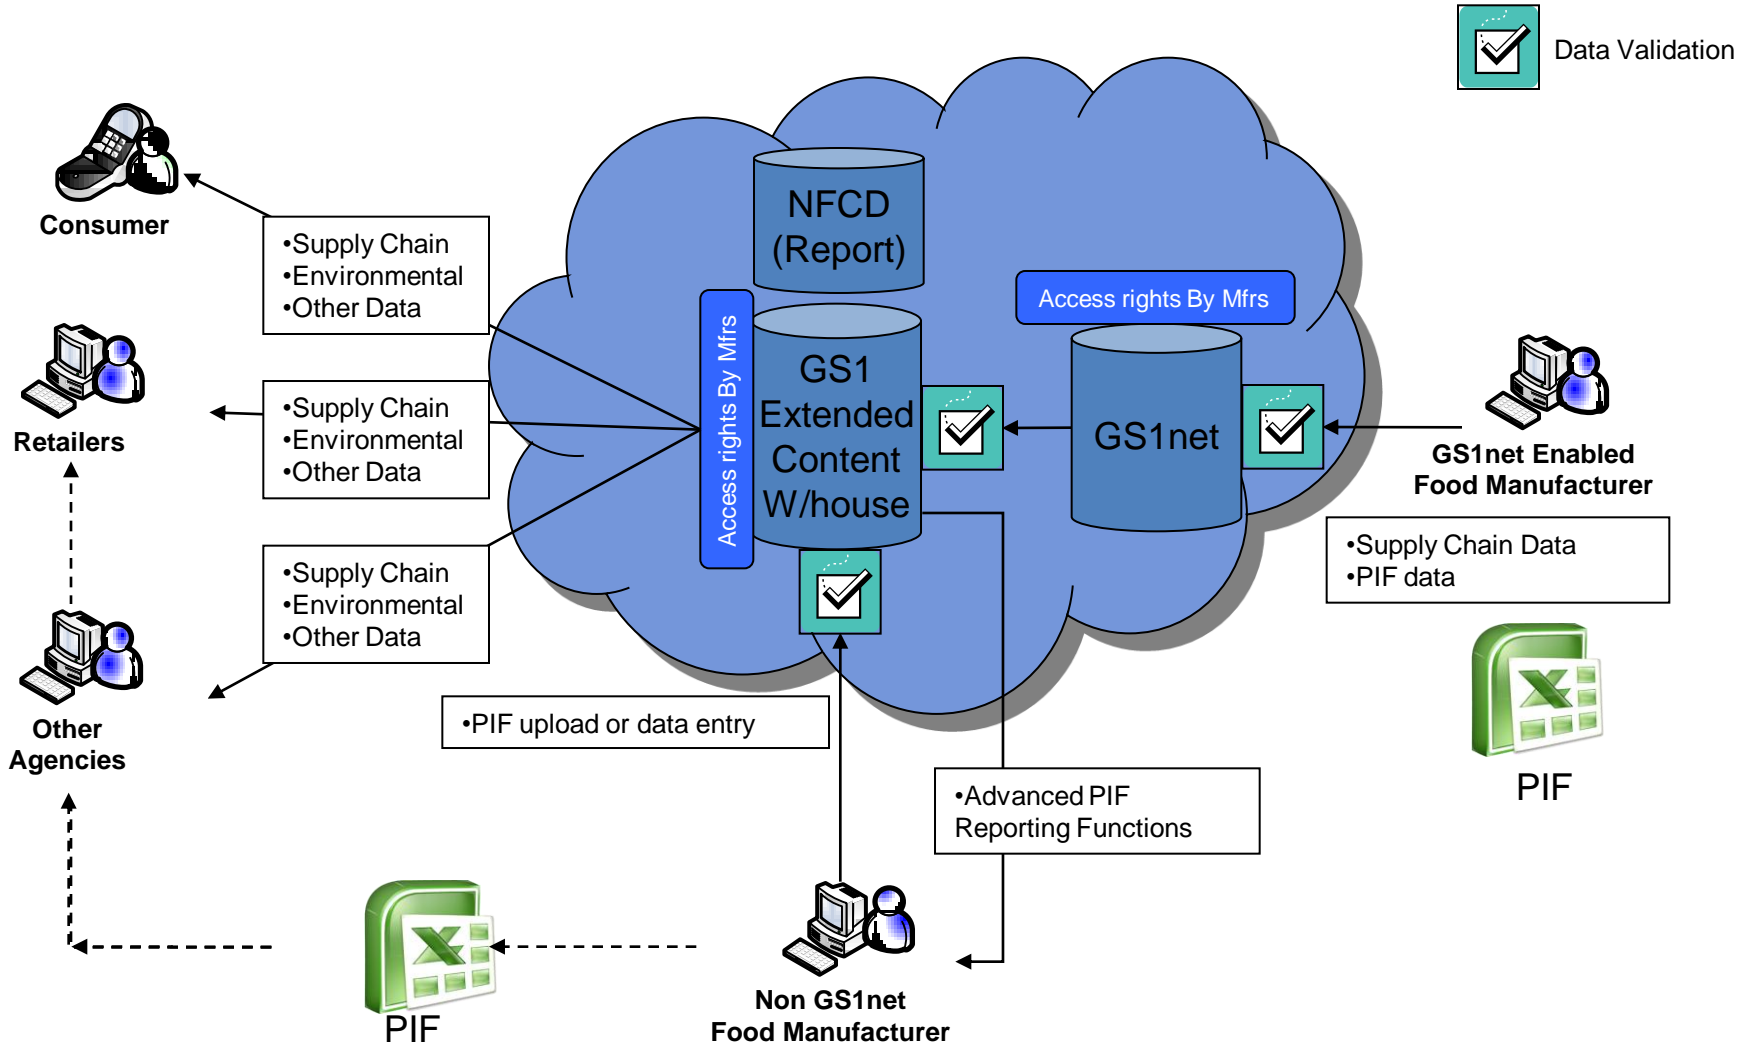 Data Validation
Consumer
•Supply Chain
•Environmental
•Other Data
NFCD
(Report)
Access rights By Mfrs
Access rights By Mfrs
GS1
Extended
Content
W/house
GS1net
Retailers
•Supply Chain
•Environmental
•Other Data
GS1net Enabled
Food Manufacturer
•Supply Chain Data
•PIF data
•Supply Chain
•Environmental
•Other Data
Other
Agencies
•PIF upload or data entry
•Advanced PIF
Reporting Functions
PIF
PIF
Non GS1net
Food Manufacturer